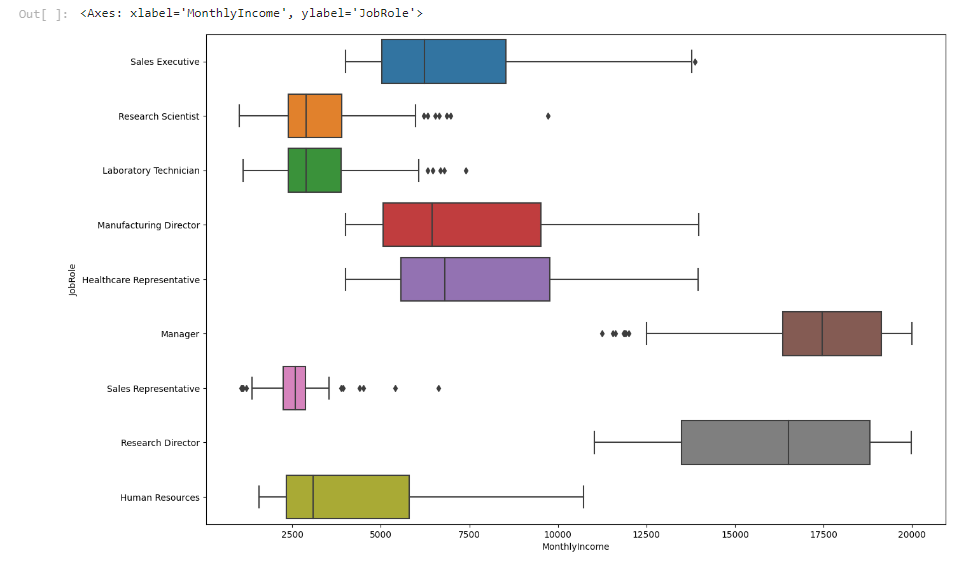 Out[ ]: <Axes: xlabel='MonthlyIncome', ylabel='JobRole'>
Sales Executive
Research Scientist
Laboratory Technician
Manufacturing Director
JobRole
Healthcare Representative
Manager
Sales Representative
Research Director
Human Resources
2500 5000 7500 10000 12500 15000 17500 20000
MonthlyIncome